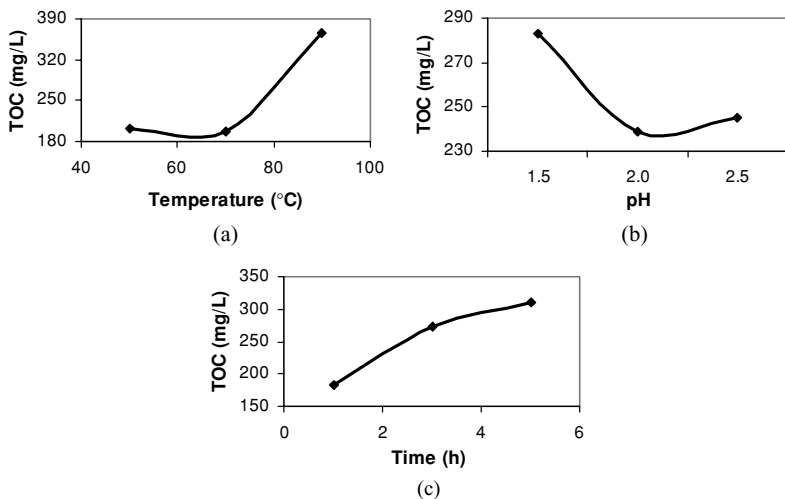 390
320
250
180
TOC (mg/L)
40 60 80 100
Temperature (°C)
(a)
290
270
250
230
TOC (mg/L)
1.5 2.0 2.5
pH
(b)
350
300
250
200
150
TOC (mg/L)
0 2 4 6
Time (h)
(c)